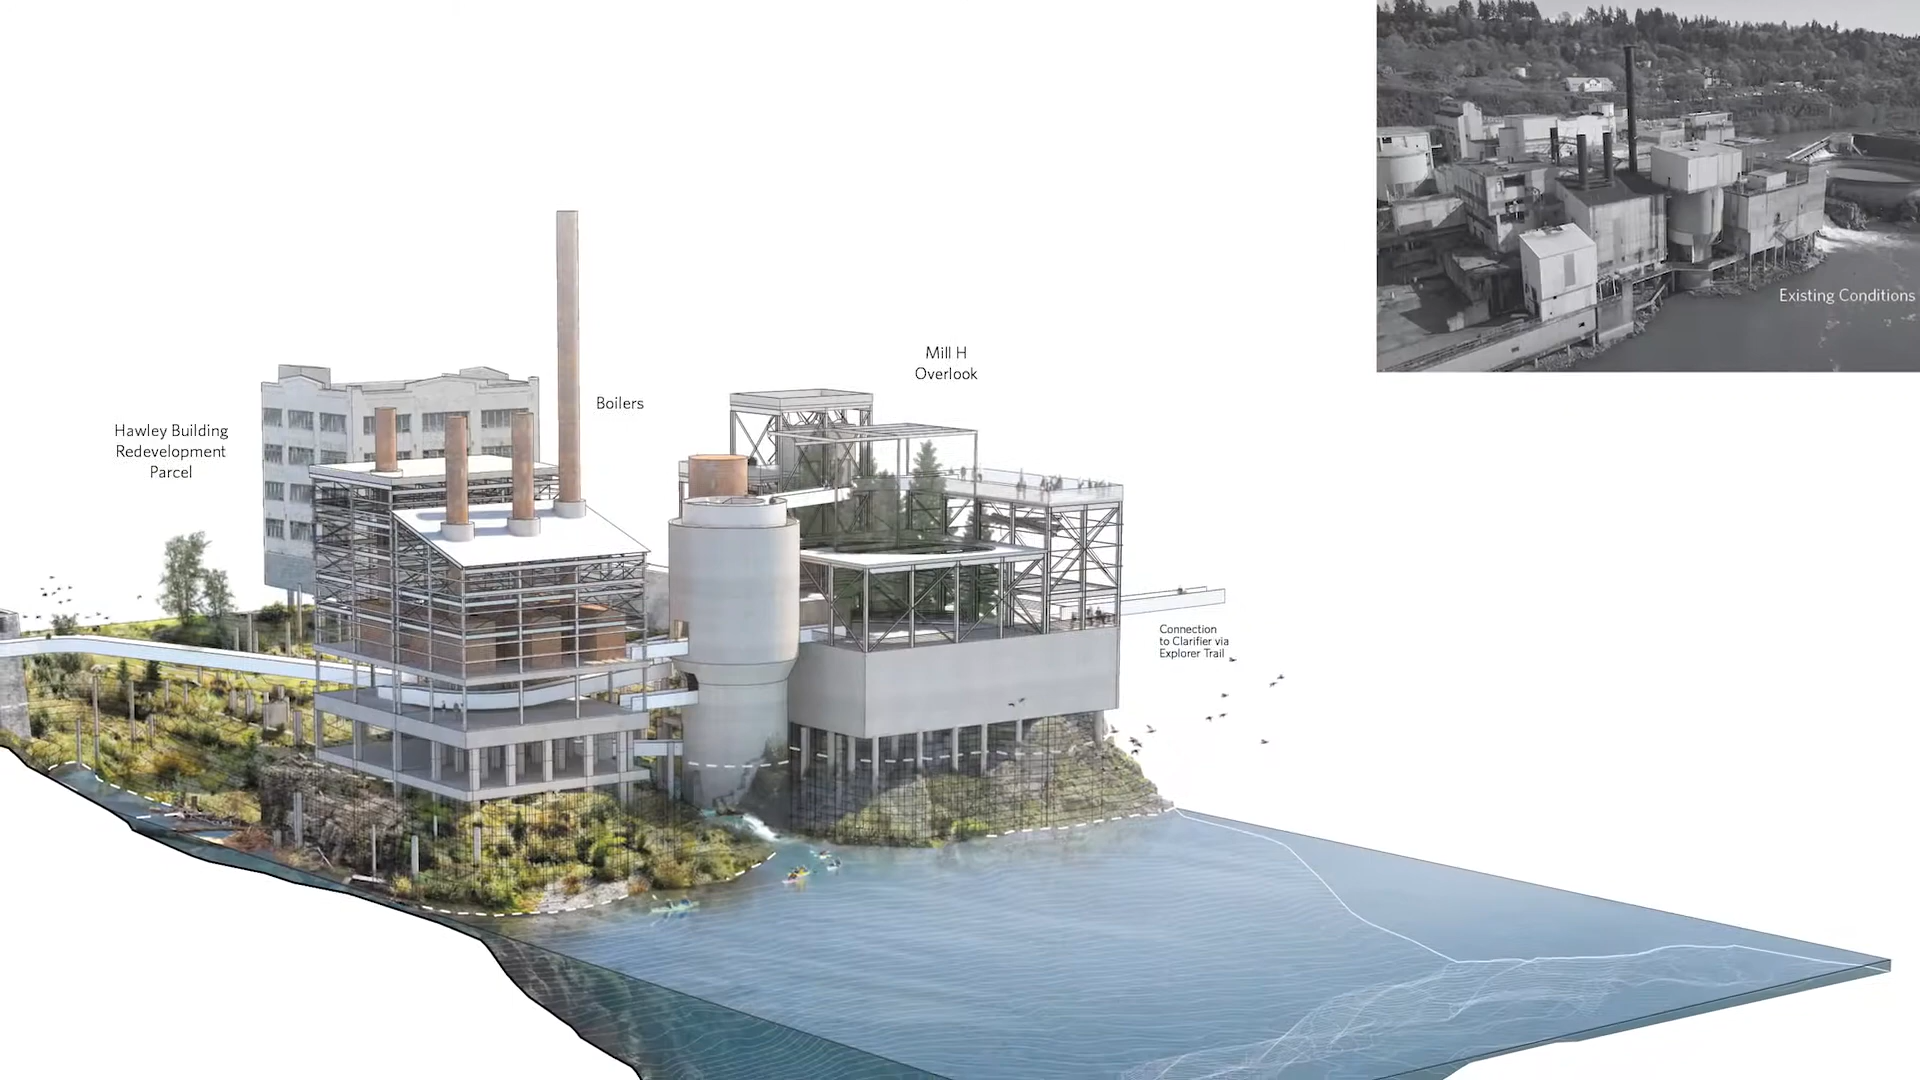 Existing Conditions
Mill H
Overlook
Boilers
Hawley Building
Redevelopment
Parcel
Connection
to Clarifier via
Explorer Trail